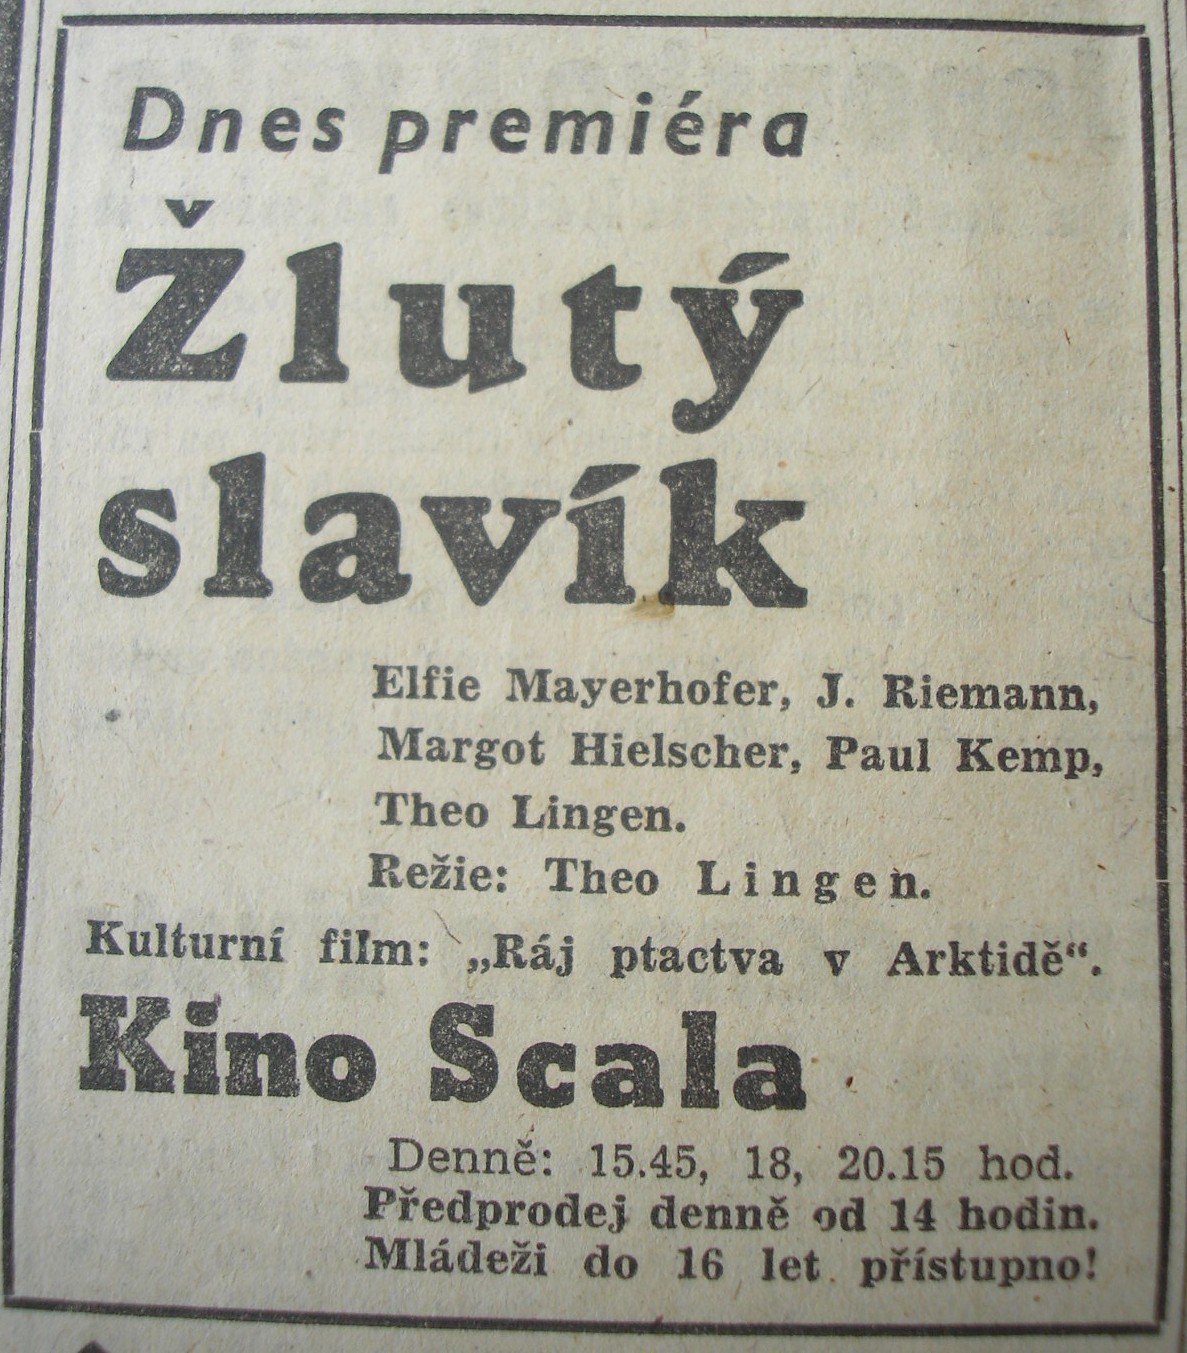 Dnes premiéra
Žlutý
slavík
Elfie Mayerhofer, J. Riemann,
Margot Hielscher, Paul Kemp,
Theo Lingen.
Režie: Theo Lingen.
Kulturní film: „Ráj ptactva v Arktidě“.
Kino Scala
Denně: 15.45, 18, 20.15 hod.
Předprodej denně od 14 hodin.
Mládeži do 16 let přístupno!